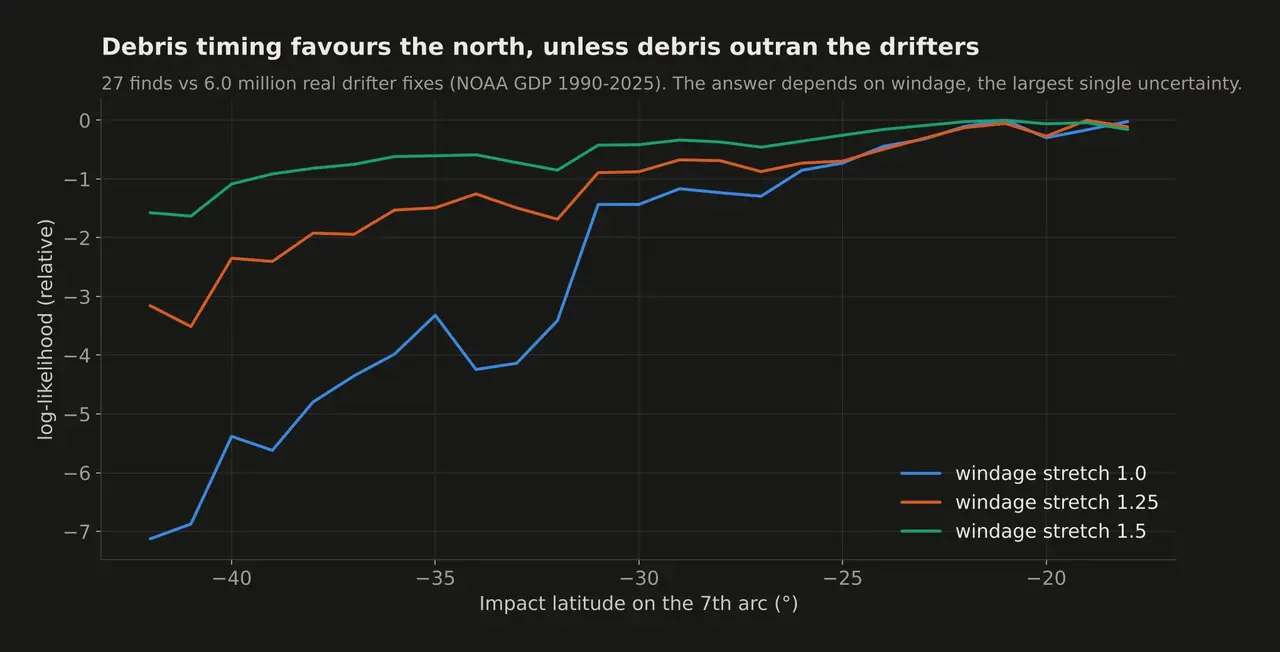 Debris timing favours the north, unless debris outran the drifters
27 finds vs 6.0 million real drifter fixes (NOAA GDP 1990-2025). The answer depends on windage, the largest single uncertainty.
log-likelihood (relative)
0
−1
−2
−3
−4
−5
−6
−7
windage stretch 1.0
windage stretch 1.25
windage stretch 1.5
−40 −35 −30 −25 −20
Impact latitude on the 7th arc (°)